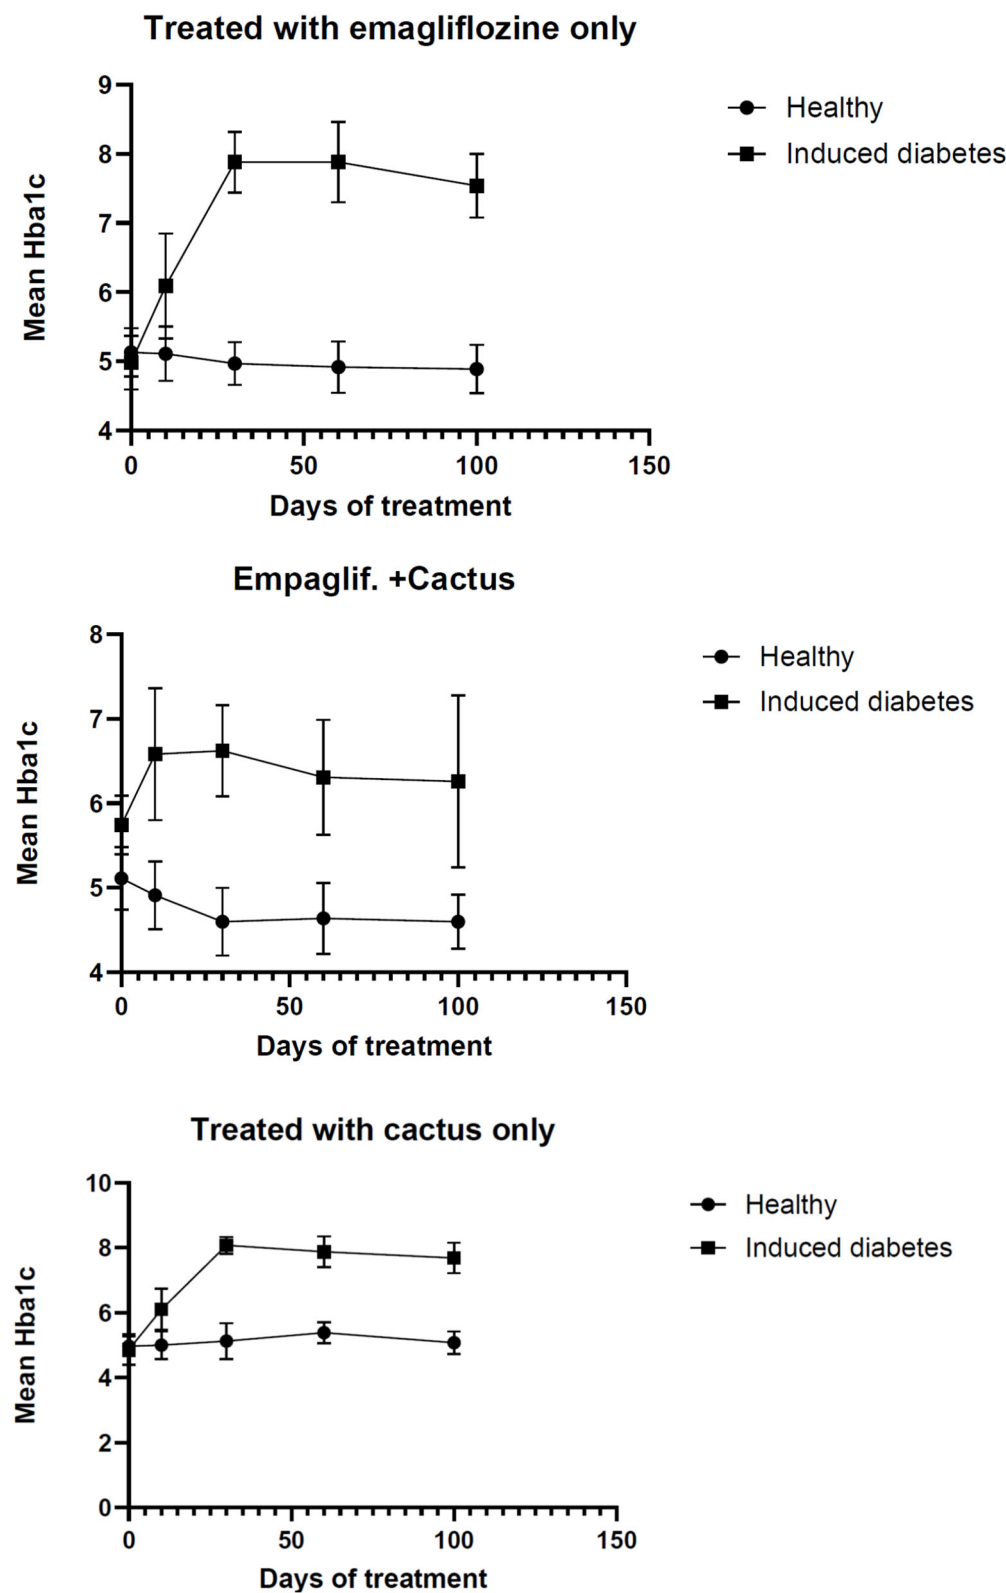 Treated with emagliflozine only
9
8
7
6
5
4
Mean Hba1c
0 50 100 150
Days of treatment
Healthy
Induced diabetes
Empaglif. +Cactus
8
7
6
5
4
Mean Hba1c
0 50 100 150
Days of treatment
Healthy
Induced diabetes
Treated with cactus only
10
8
6
4
2
0
Mean Hba1c
0 50 100 150
Days of treatment
Healthy
Induced diabetes